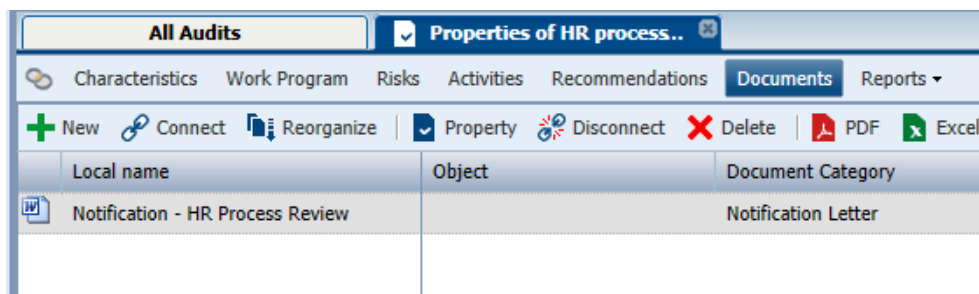 All Audits Properties of HR process...
Characteristics Work Program Risks Activities Recommendations Documents Reports
New Connect Reorganize Property Disconnect Delete PDF Excel
Local name Object Document Category
Notification - HR Process Review Notification Letter